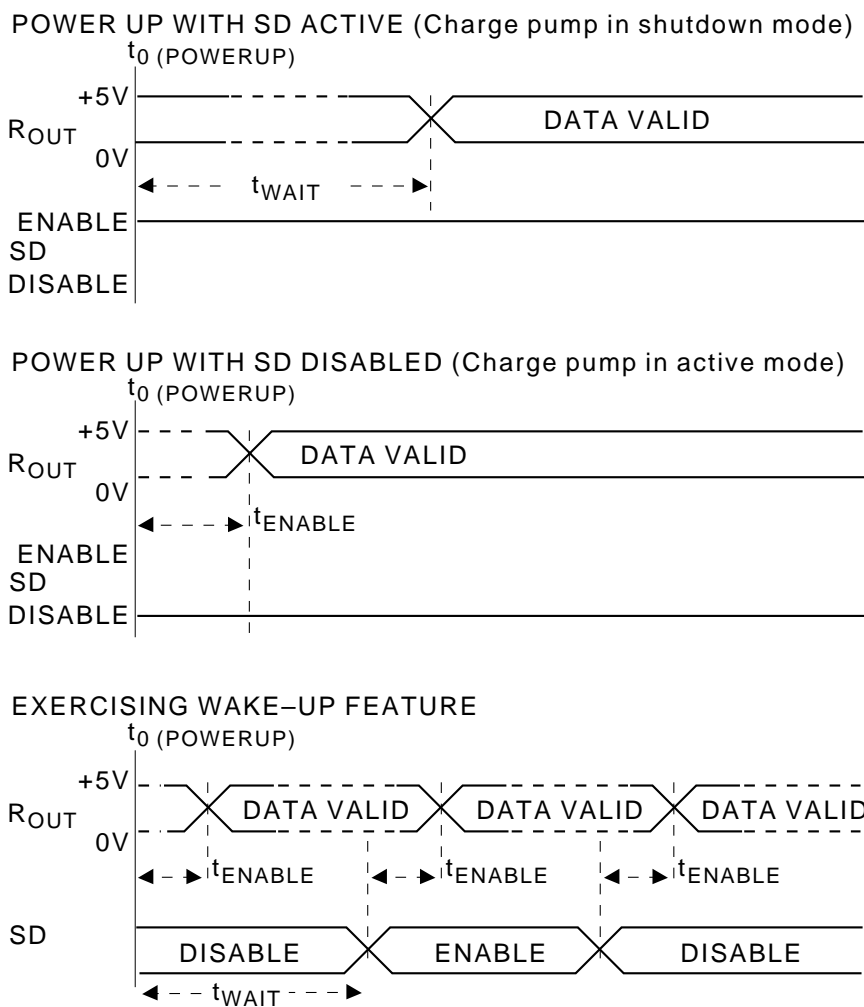 POWER UP WITH SD ACTIVE (Charge pump in shutdown mode)
t0 (POWERUP)
+5V
ROUT
DATA VALID
0V
tWAIT
ENABLE
SD
DISABLE
POWER UP WITH SD DISABLED (Charge pump in active mode)
t0 (POWERUP)
+5V
ROUT
DATA VALID
0V
tENABLE
ENABLE
SD
DISABLE
EXERCISING WAKE–UP FEATURE
t0 (POWERUP)
+5V
ROUT
DATA VALID DATA VALID DATA VALID
0V
tENABLE tENABLE tENABLE
SD
DISABLE ENABLE DISABLE
tWAIT